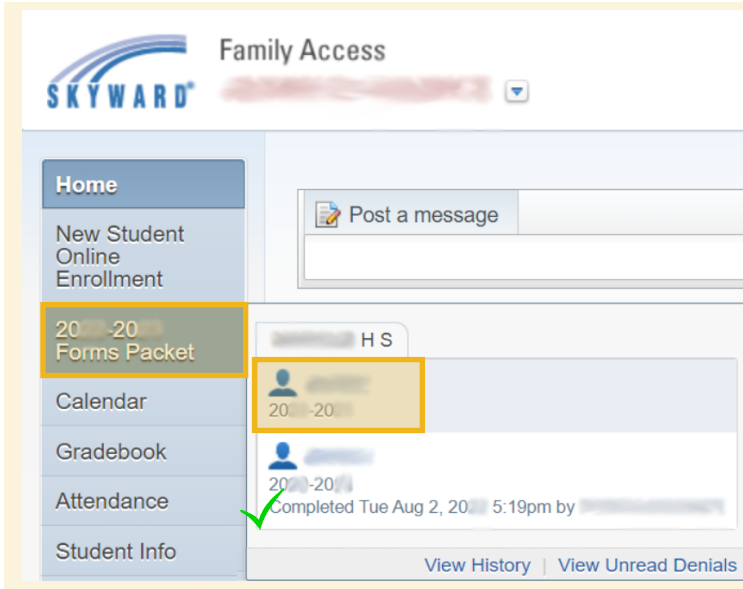 SKYWARD®
Family Access
Home
Post a message
New Student
Online
Enrollment
20 -20
Forms Packet
H S
20 -20
Calendar
Gradebook
20 -20
Completed Tue Aug 2, 20 5:19pm by
Attendance
Student Info
View History | View Unread Denials